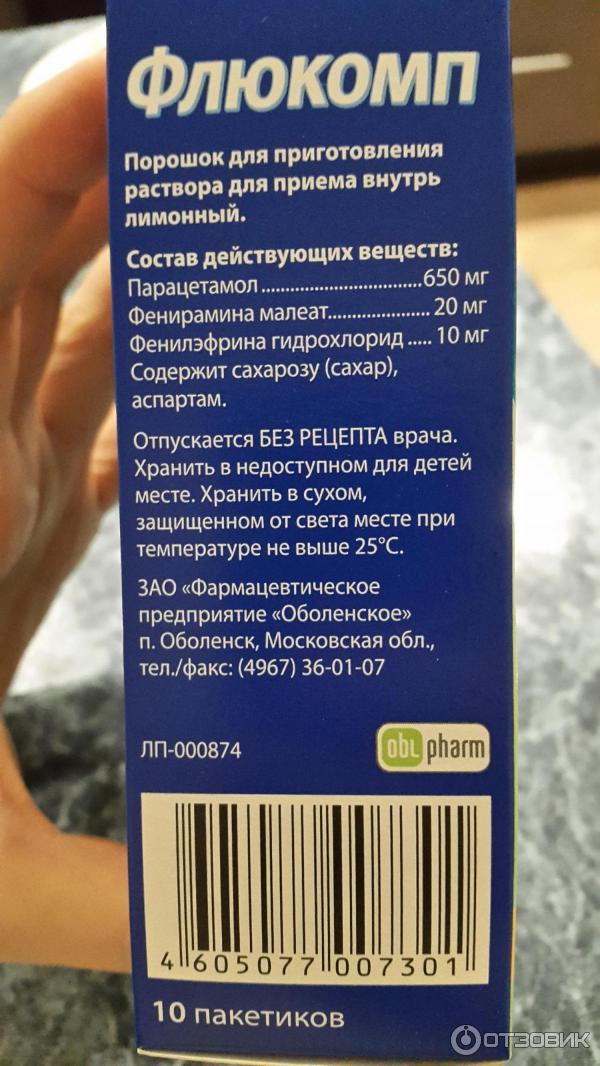 Флюкомп
Порошок для приготовления
раствора для приема внутрь
лимонный.
Состав действующих веществ:
Парацетамол..................................650 мг
Фенирамина малеат..................... 20 мг
Фенилэфрина гидрохлорид ..... 10 мг
Содержит сахарозу (сахар),
аспартам.
Отпускается БЕЗ РЕЦЕПТА врача.
Хранить в недоступном для детей
месте. Хранить в сухом,
защищенном от света месте при
температуре не выше 25°С.
ЗАО «Фармацевтическое
предприятие «Оболенское»
п. Оболенск, Московская обл.,
тел./факс: (4967) 36-01-07
ЛП-000874
obl pharm
4 605077 007301
10 пакетиков
ОТЗОВИК